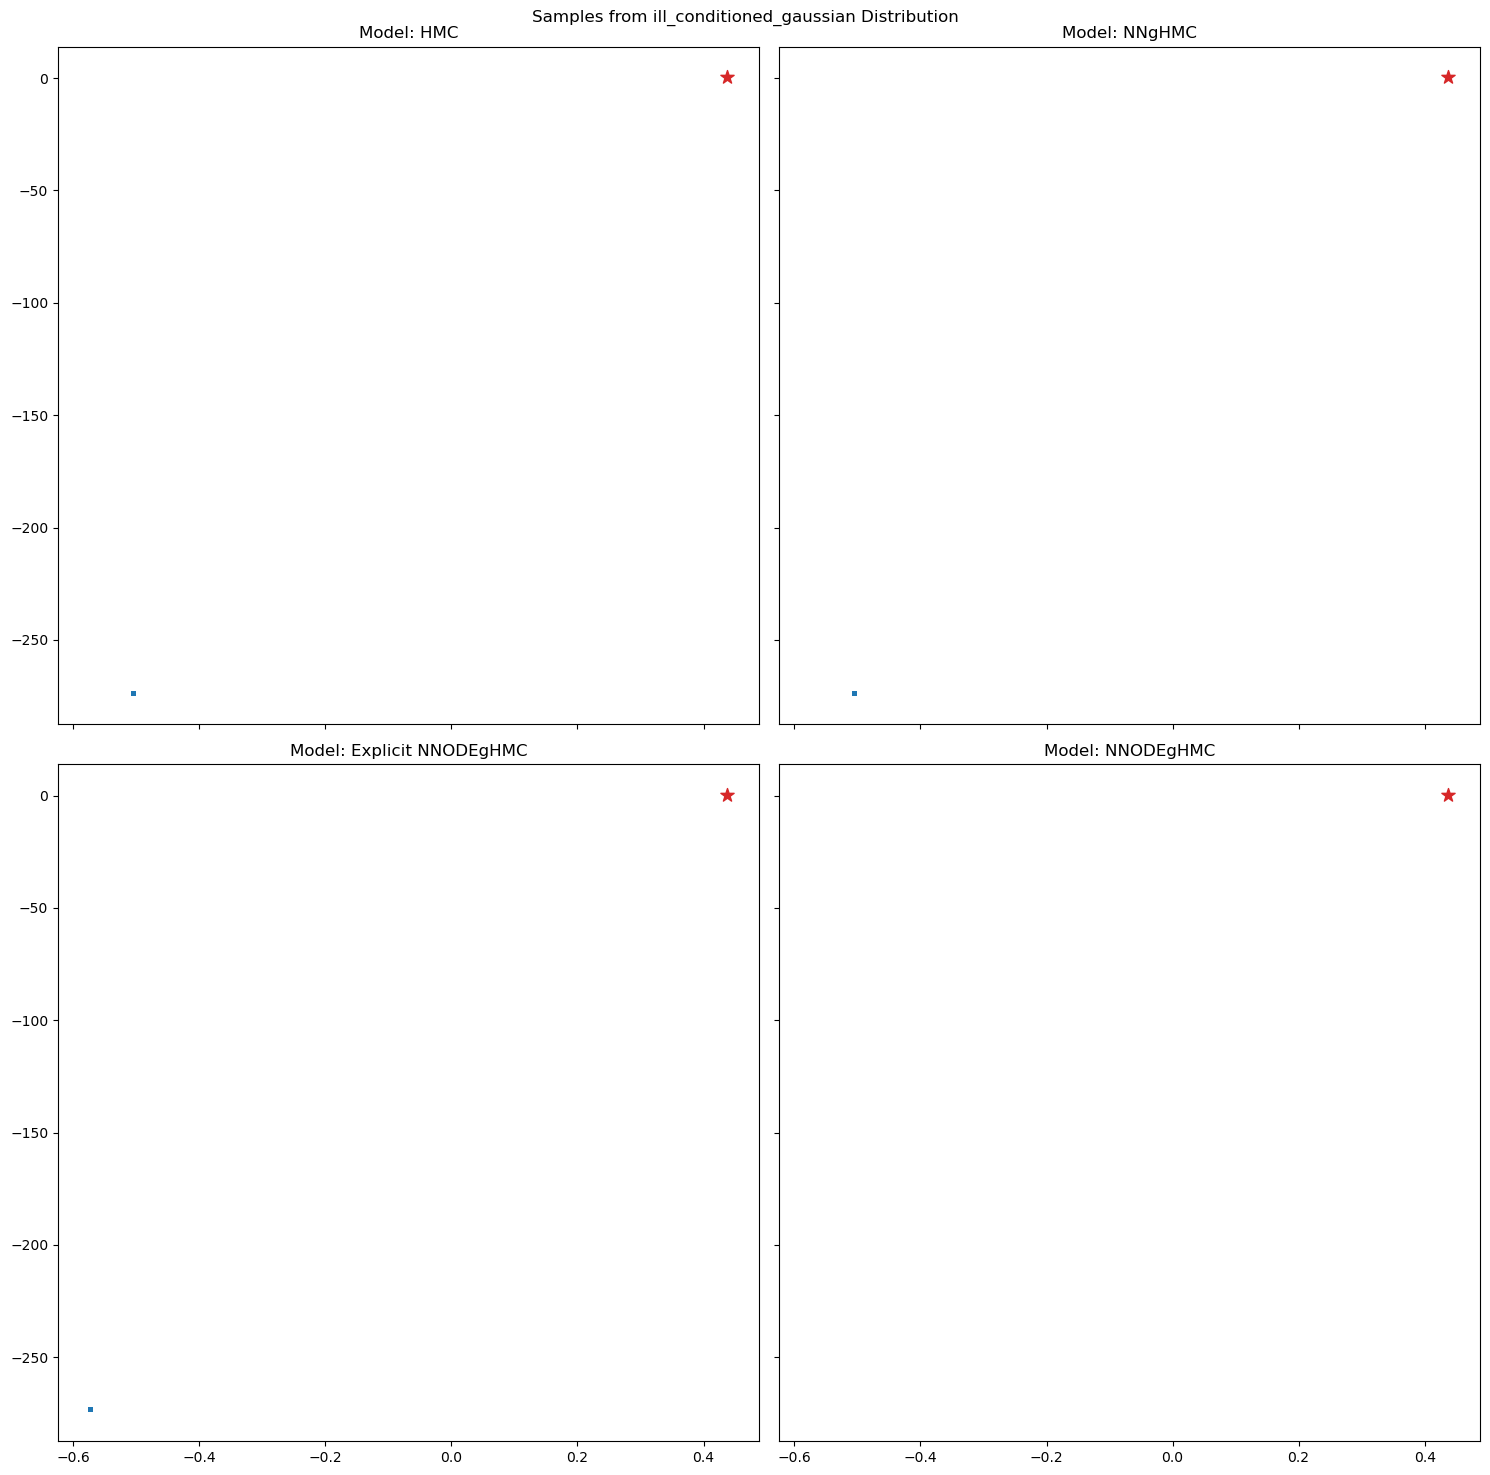 Samples from ill_conditioned_gaussian Distribution
Model: HMC
Model: NNgHMC
0
−50
−100
−150
−200
−250
Model: Explicit NNODEgHMC
Model: NNODEgHMC
0
−50
−100
−150
−200
−250
−0.6 −0.4 −0.2 0.0 0.2 0.4
−0.6 −0.4 −0.2 0.0 0.2 0.4